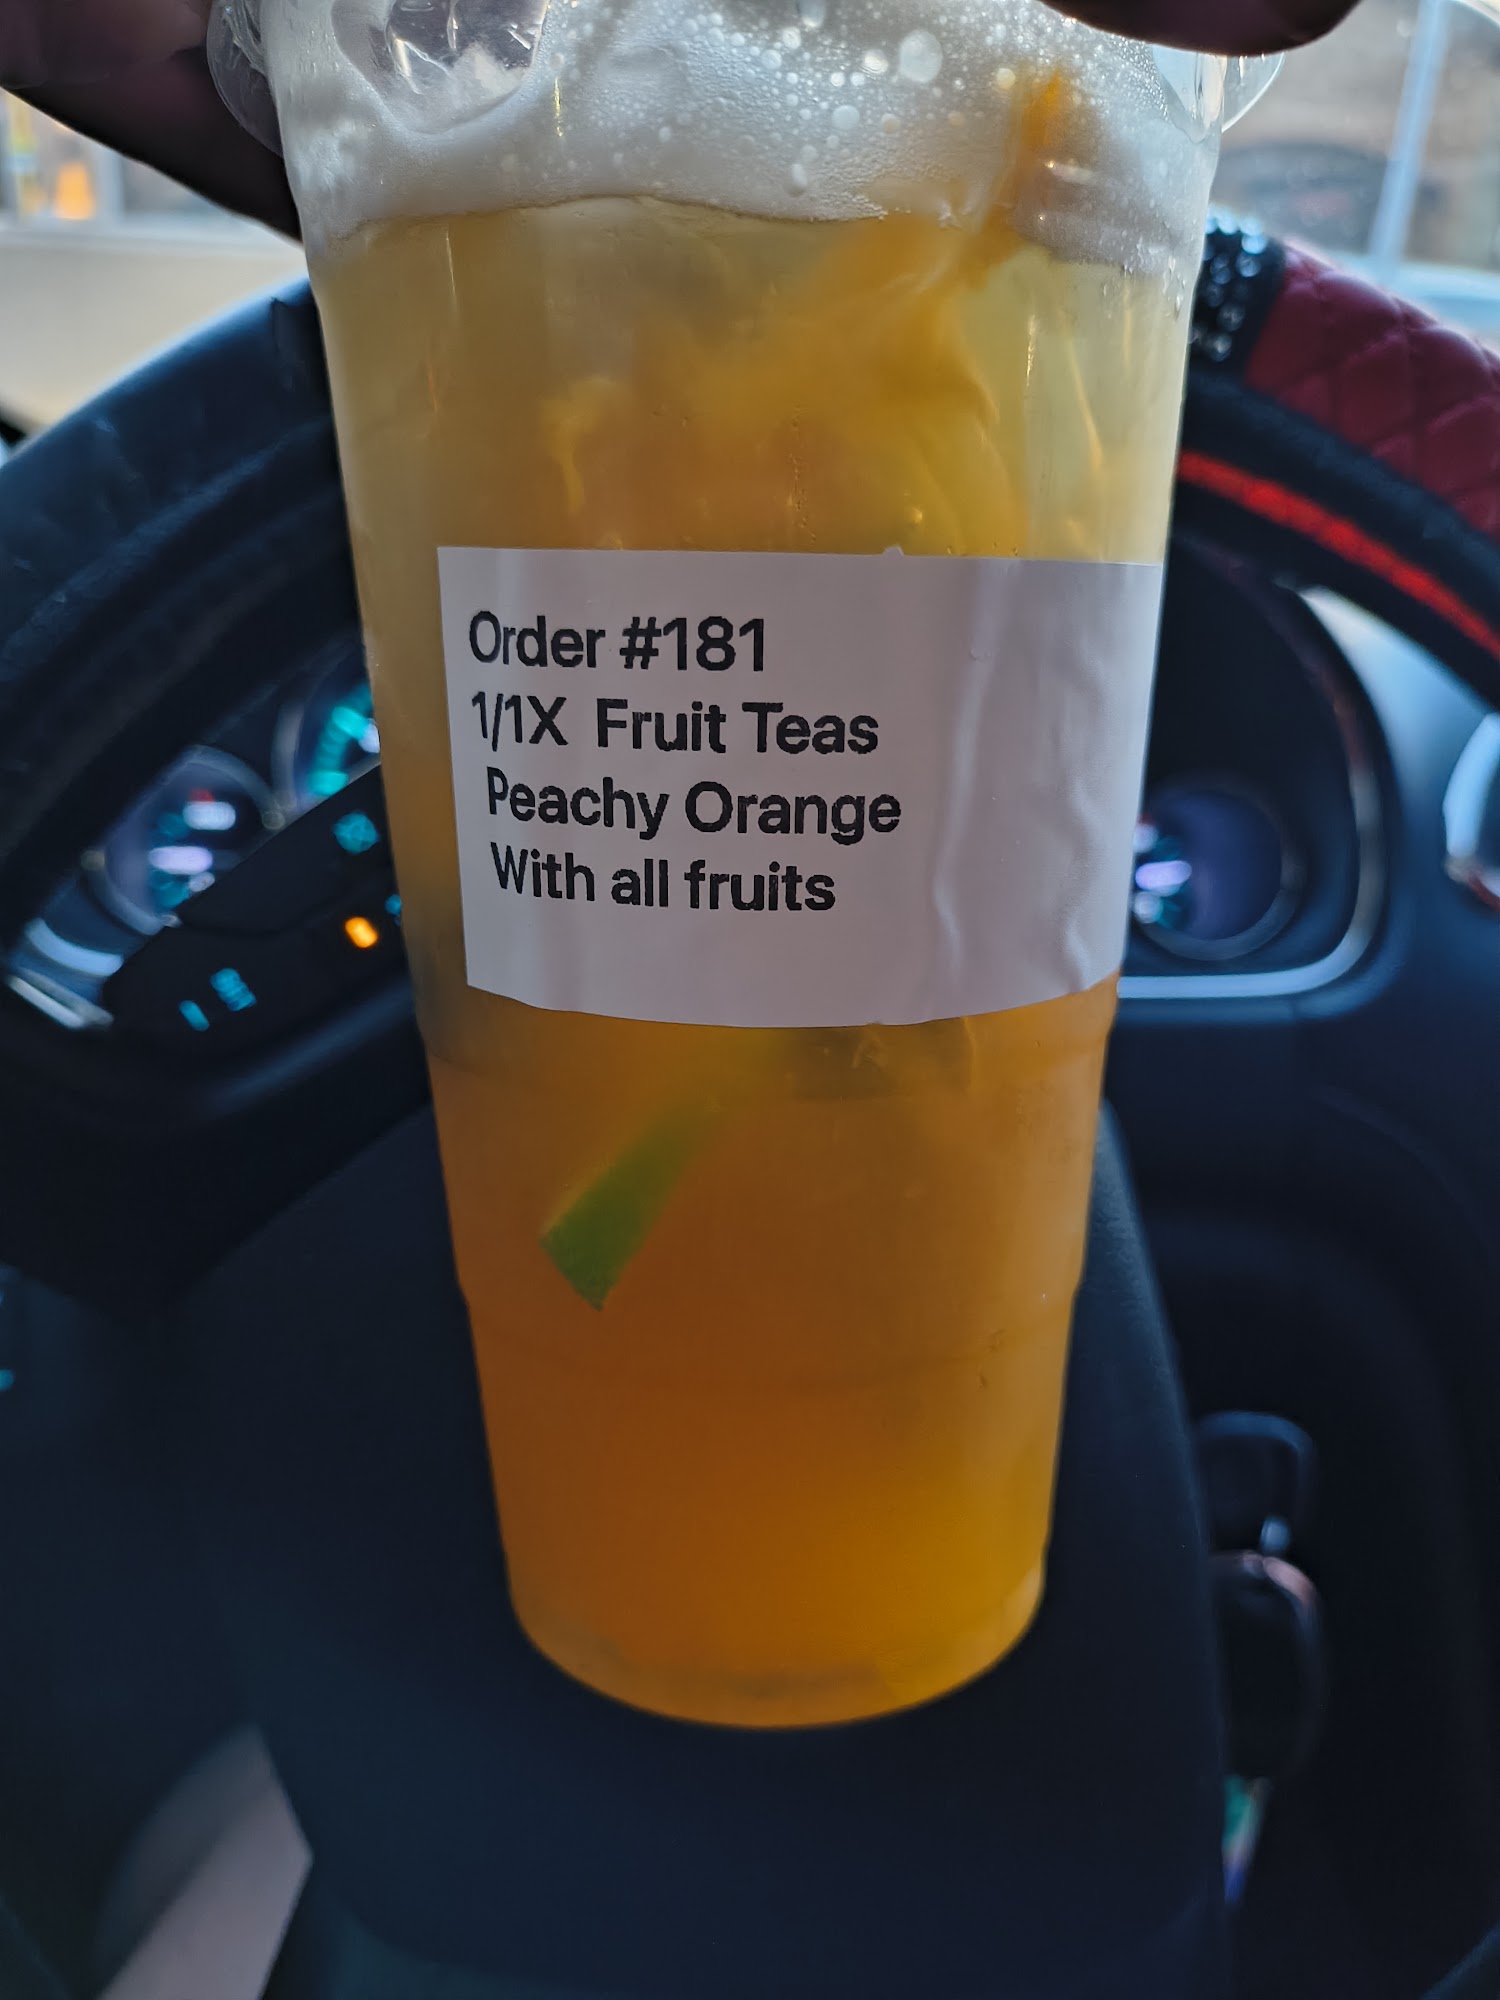 Order #181
1/1X Fruit Teas
Peachy Orange
With all fruits